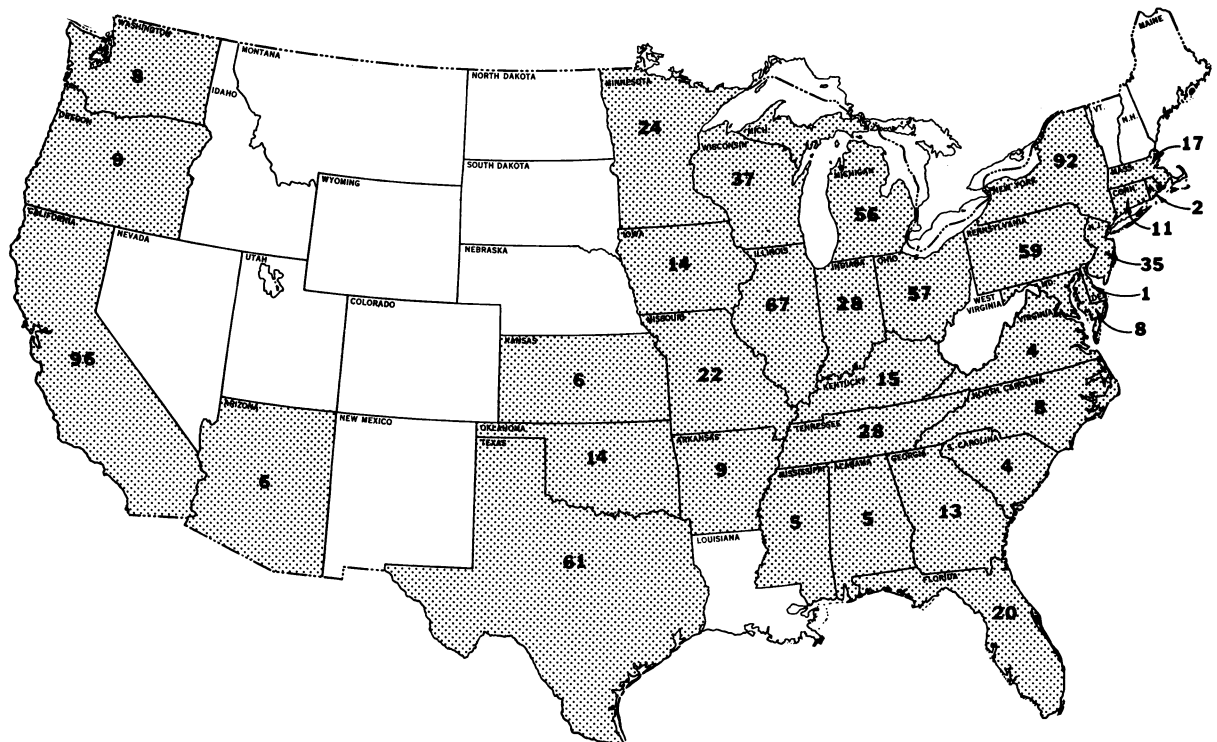 WASHINGTON
8
MONTANA
NORTH DAKOTA
MINNESOTA
24
MAINE
IDAHO
OREGON
9
SOUTH DAKOTA
WISCONSIN
MICH.
37
MICHIGAN
56
VT.
N.H.
17
MASS.
NEW YORK
92
CONN.
R.I.
2
11
WYOMING
CALIFORNIA
96
NEVADA
UTAH
NEBRASKA
IOWA
14
ILLINOIS
67
INDIANA
28
OHIO
57
PENNSYLVANIA
59
N.J.
35
1
MD.
DEL.
8
WEST
VIRGINIA
VIRGINIA
4
COLORADO
KANSAS
6
MISSOURI
22
KENTUCKY
15
ARIZONA
6
NEW MEXICO
OKLAHOMA
14
TEXAS
61
ARKANSAS
9
TENNESSEE
28
NORTH CAROLINA
8
S. CAROLINA
4
MISSISSIPPI
5
ALABAMA
5
GEORGIA
13
LOUISIANA
FLORIDA
20